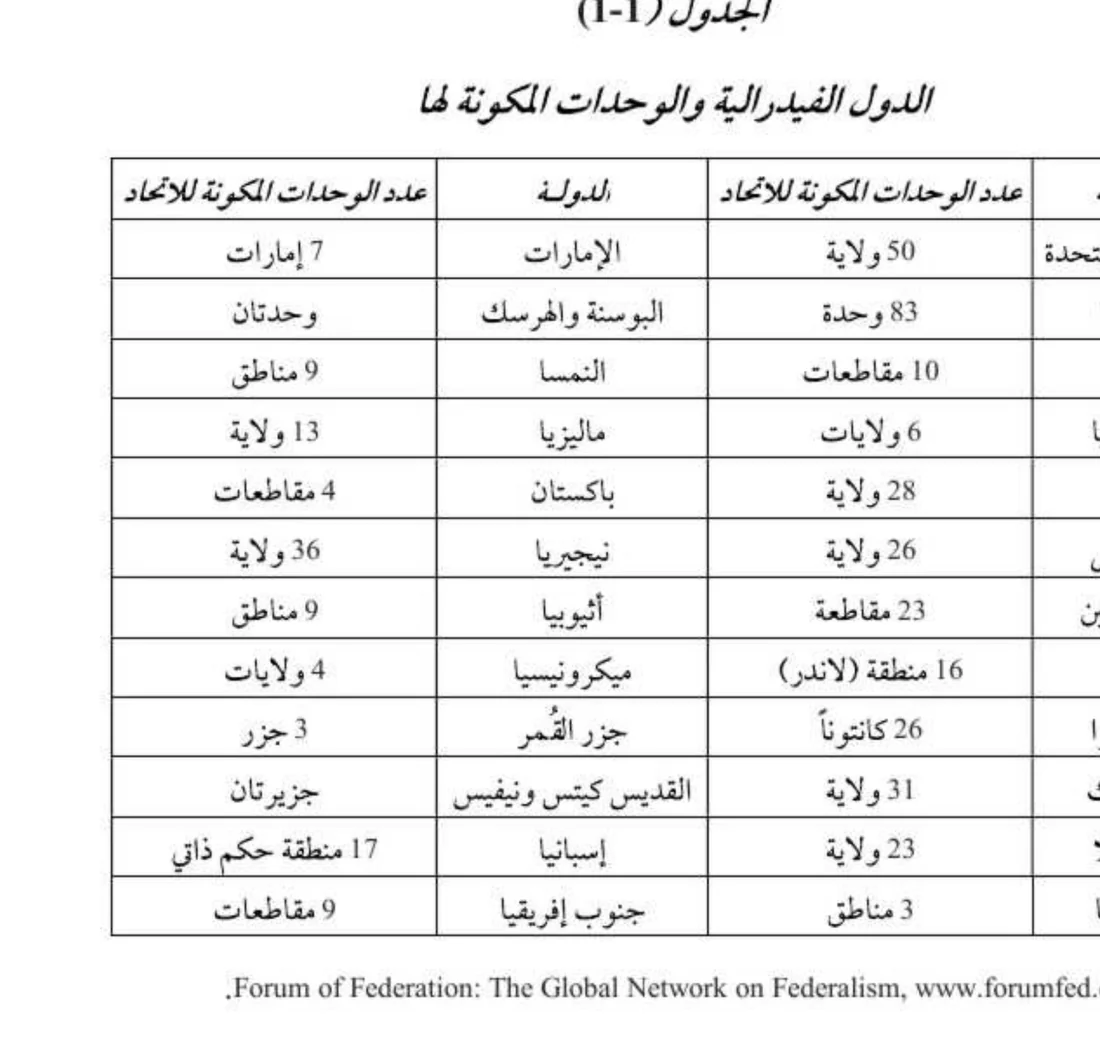 الجدول (1-1)
الدول الفيدرالية والوحدات المكونة لها
عدد الوحدات المكونة للاتحاد الدولة عدد الوحدات المكونة للاتحاد
50 ولاية الإمارات 7 إمارات
83 وحدة البوسنة والهرسك وحدتان
10 مقاطعات النمسا 9 مناطق
6 ولايات ماليزيا 13 ولاية
28 ولاية باكستان 4 مقاطعات
26 ولاية نيجيريا 36 ولاية
23 مقاطعة أثيوبيا 9 مناطق
16 منطقة (لاندر) ميكرونيسيا 4 ولايات
26 كانتوناً جزر القُمر 3 جزر
31 ولاية القديس كيتس ونيفيس جزيرتان
23 ولاية إسبانيا 17 منطقة حكم ذاتي
3 مناطق جنوب إفريقيا 9 مقاطعات
.Forum of Federation: The Global Network on Federalism, www.forumfed.